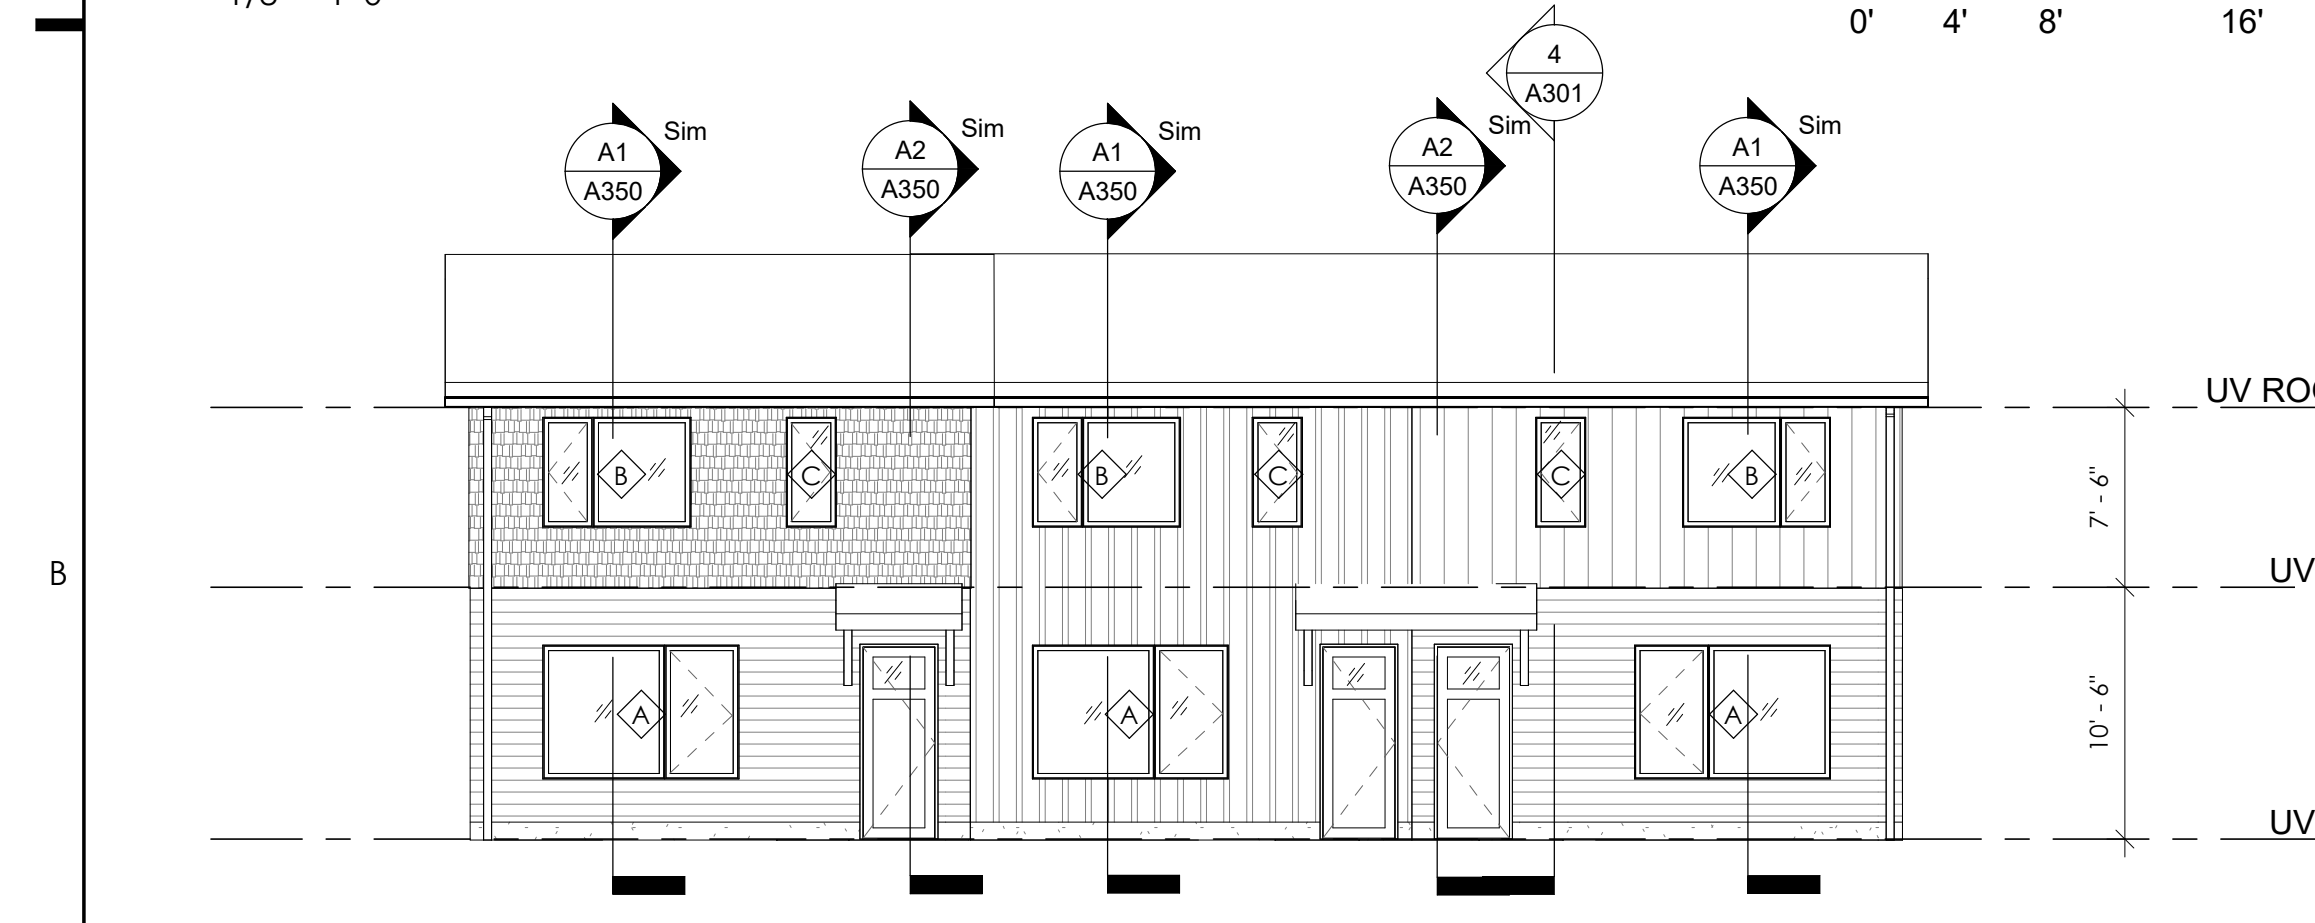 0' 4' 8' 16'
4
A301
Sim Sim Sim Sim Sim
A1 A2 A1 A2 A1
A350 A350 A350 A350 A350
UV
B C B C C B
7' - 6"
UV
B
A A A
10' - 6"
UV